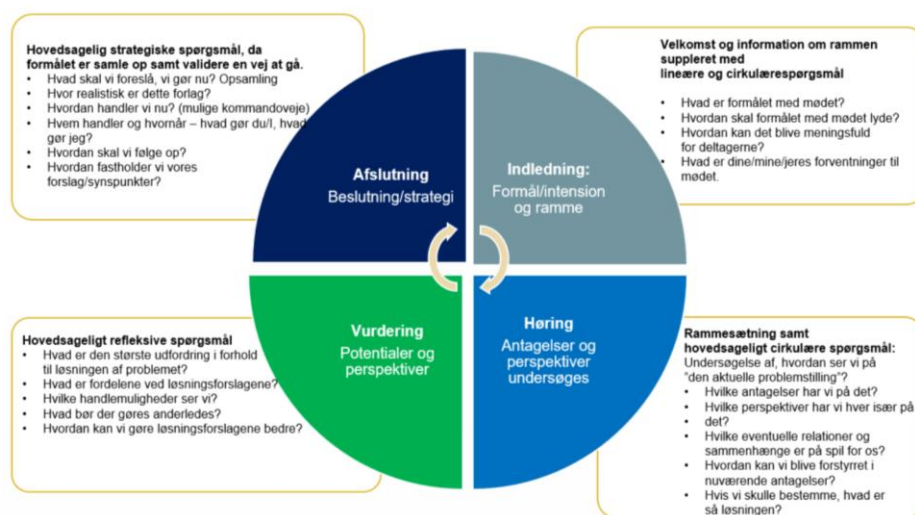 Hovedsagelig strategiske spørgsmål, da
formålet er samle op samt validere en vej at gå.
• Hvad skal vi foreslå, vi gør nu? Opsamling
• Hvor realistisk er dette forlag?
• Hvordan handler vi nu? (mulige kommandoveje)
• Hvem handler og hvornår – hvad gør du/I, hvad
gør jeg?
• Hvordan skal vi følge op?
• Hvordan fastholder vi vores
forslag/synspunkter?
Afslutning
Beslutning/strategi
Velkomst og information om rammen
suppleret med
lineære og cirkulærespørgsmål
• Hvad er formålet med mødet?
• Hvordan skal formålet med mødet lyde?
• Hvordan kan det blive meningsfuld
for deltagerne?
• Hvad er dine/mine/jeres forventninger til
mødet.
Indledning:
Formål/intension
og ramme
Hovedsageligt refleksive spørgsmål
• Hvad er den største udfordring i forhold
til løsningen af problemet?
• Hvad er fordelene ved løsningsforslagene?
• Hvilke handlemuligheder ser vi?
• Hvad bør der gøres anderledes?
• Hvordan kan vi gøre løsningsforslagene bedre?
Vurdering
Potentialer og
perspektiver
Høring
Antagelser og
perspektiver
undersøges
Rammesætning samt
hovedsageligt cirkulære spørgsmål:
Undersøgelse af, hvordan ser vi på
”den aktuelle problemstilling”?
• Hvilke antagelser har vi på det?
• Hvilke perspektiver har vi hver især på
• det?
• Hvilke eventuelle relationer og
sammenhænge er på spil for os?
• Hvordan kan vi blive forstyrret i
nuværende antagelser?
• Hvis vi skulle bestemme, hvad er
så løsningen?